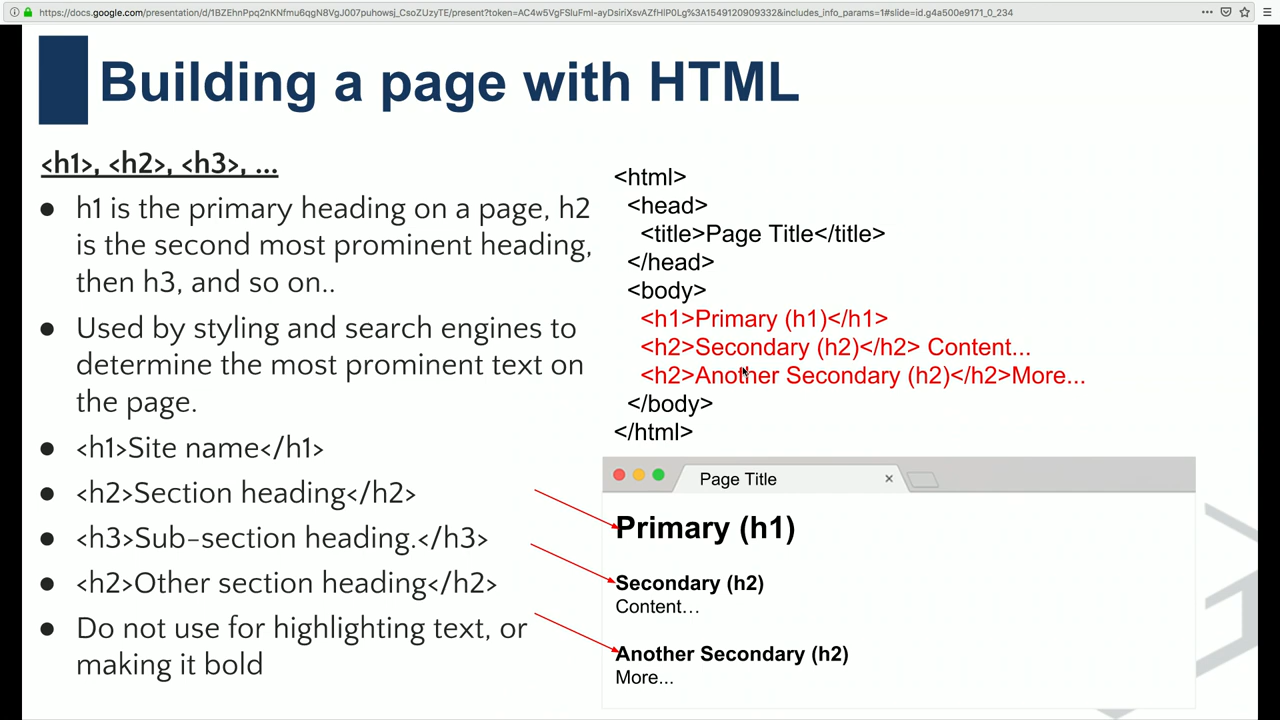 https://docs.google.com/presentation/d/1BZEhnPpq2nKNfmu6qgN8VgJ007puhowsj_CsoZUzyTE/present?token=AC4w5VgFSluFmI-ayDsiriXsvAZfHlP0Lg%3A1541610909332&includes_info_params=1#slide=id.g4a500e9171_0_234
Building a page with HTML
<h1>, <h2>, <h3>, ...
● h1 is the primary heading on a page, h2
is the second most prominent heading,
then h3, and so on..
● Used by styling and search engines to
determine the most prominent text on
the page.
● <h1>Site name</h1>
● <h2>Section heading</h2>
● <h3>Sub-section heading.</h3>
● <h2>Other section heading</h2>
● Do not use for highlighting text, or
making it bold
<html>
<head>
<title>Page Title</title>
</head>
<body>
<h1>Primary (h1)</h1>
<h2>Secondary (h2)</h2> Content...
<h2>Another Secondary (h2)</h2>More...
</body>
</html>
Page Title
Primary (h1)
Secondary (h2)
Content…
Another Secondary (h2)
More...